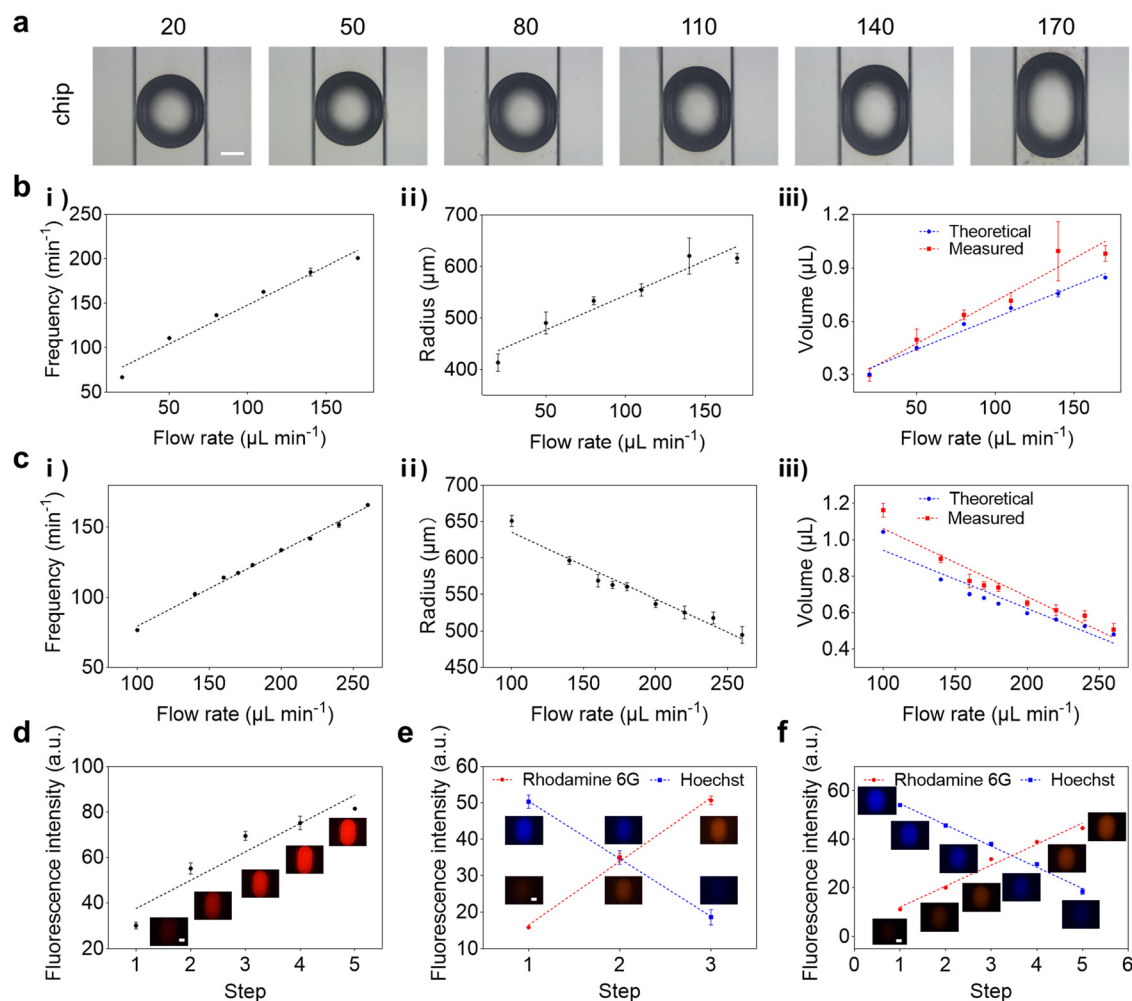 a
20 50 80 110 140 170
chip
b
i)
250
200
150
100
50
Frequency (min⁻¹)
50 100 150
Flow rate (µL min⁻¹)
ii)
700
600
500
400
Radius (µm)
50 100 150
Flow rate (µL min⁻¹)
iii)
1.2
0.9
0.6
0.3
Volume (µL)
Theoretical
Measured
50 100 150
Flow rate (µL min⁻¹)
c
i)
150
100
50
Frequency (min⁻¹)
100 150 200 250
Flow rate (µL min⁻¹)
ii)
700
650
600
550
500
450
Radius (µm)
100 150 200 250
Flow rate (µL min⁻¹)
iii)
1.2
1.0
0.8
0.6
0.4
Volume (µL)
Theoretical
Measured
100 150 200 250
Flow rate (µL min⁻¹)
d
100
80
60
40
20
Fluorescence intensity (a.u.)
1 2 3 4 5
Step
e
60
50
40
30
20
10
Fluorescence intensity (a.u.)
Rhodamine 6G Hoechst
1 2 3
Step
f
80
60
40
20
0
Fluorescence intensity (a.u.)
Rhodamine 6G Hoechst
0 1 2 3 4 5 6
Step